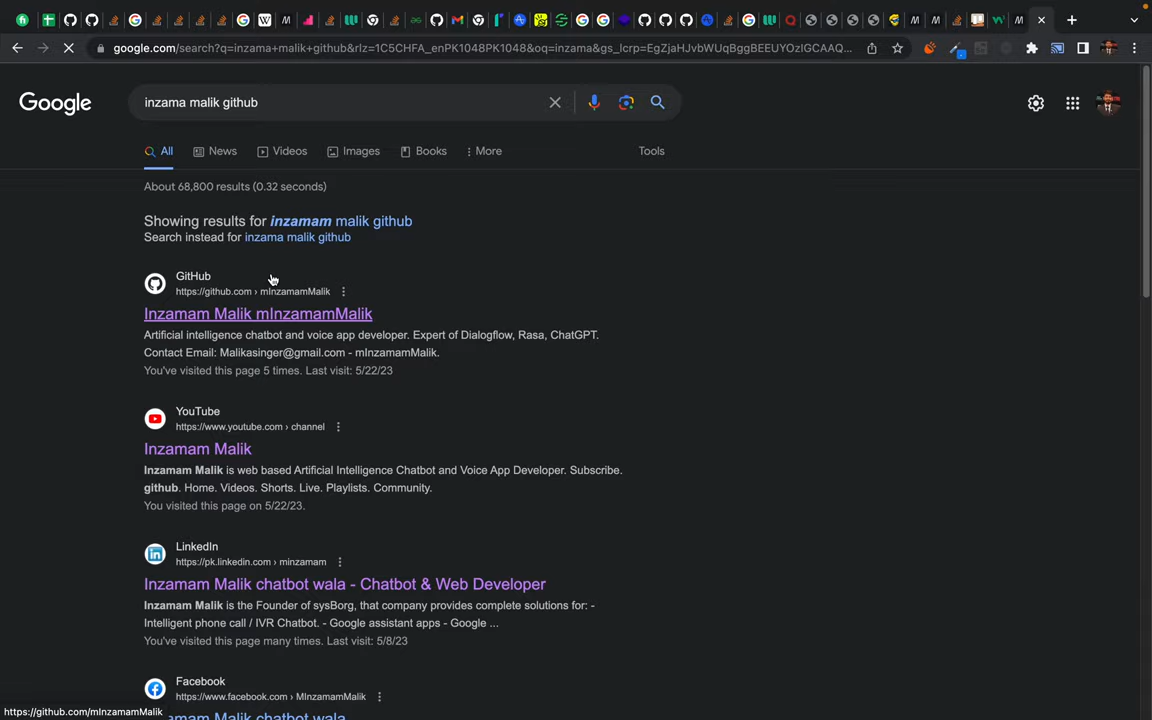 google.com/search?q=inzama+malik+github&rlz=1C5CHFA_enPK1048PK1048&oq=inzama&gs_lcrp=EgZjaHJvbWUqBggBEEUYOzIGCAAQ...
Google
inzama malik github
All
News
Videos
Images
Books
More
Tools
About 68,800 results (0.32 seconds)
Showing results for inzamam malik github
Search instead for inzama malik github
GitHub
https://github.com › mInzamamMalik
Inzamam Malik mInzamamMalik
Artificial intelligence chatbot and voice app developer. Expert of Dialogflow, Rasa, ChatGPT.
Contact Email: Malikasinger@gmail.com - mInzamamMalik.
You've visited this page 5 times. Last visit: 5/22/23
YouTube
https://www.youtube.com › channel
Inzamam Malik
Inzamam Malik is web based Artificial Intelligence Chatbot and Voice App Developer. Subscribe.
github. Home. Videos. Shorts. Live. Playlists. Community.
You visited this page on 5/22/23.
LinkedIn
https://pk.linkedin.com › minzamam
Inzamam Malik chatbot wala - Chatbot & Web Developer
Inzamam Malik is the Founder of sysBorg, that company provides complete solutions for: -
Intelligent phone call / IVR Chatbot. - Google assistant apps - Google ...
You've visited this page many times. Last visit: 5/8/23
Facebook
https://www.facebook.com › MInzamamMalik
Inzamam Malik chatbot wala
https://github.com/mInzamamMalik